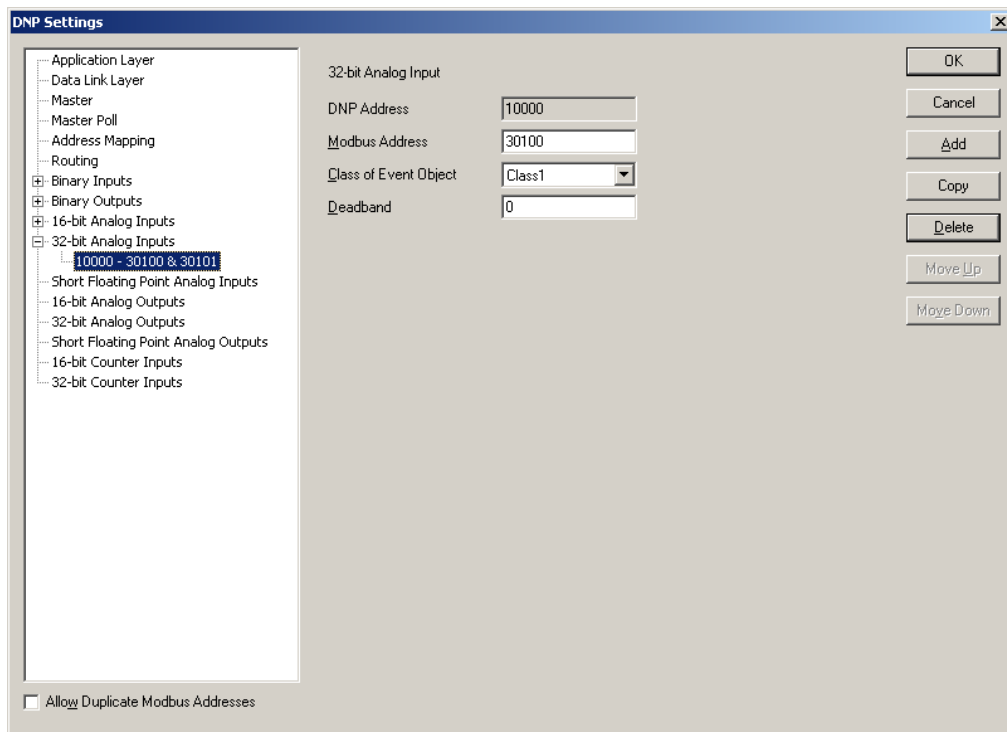 DNP Settings
Application Layer
Data Link Layer
Master
Master Poll
Address Mapping
Routing
Binary Inputs
Binary Outputs
16-bit Analog Inputs
32-bit Analog Inputs
10000 - 30100 & 30101
Short Floating Point Analog Inputs
16-bit Analog Outputs
32-bit Analog Outputs
Short Floating Point Analog Outputs
16-bit Counter Inputs
32-bit Counter Inputs
Allow Duplicate Modbus Addresses
32-bit Analog Input
DNP Address 10000
Modbus Address 30100
Class of Event Object Class1
Deadband 0
OK
Cancel
Add
Copy
Delete
Move Up
Move Down